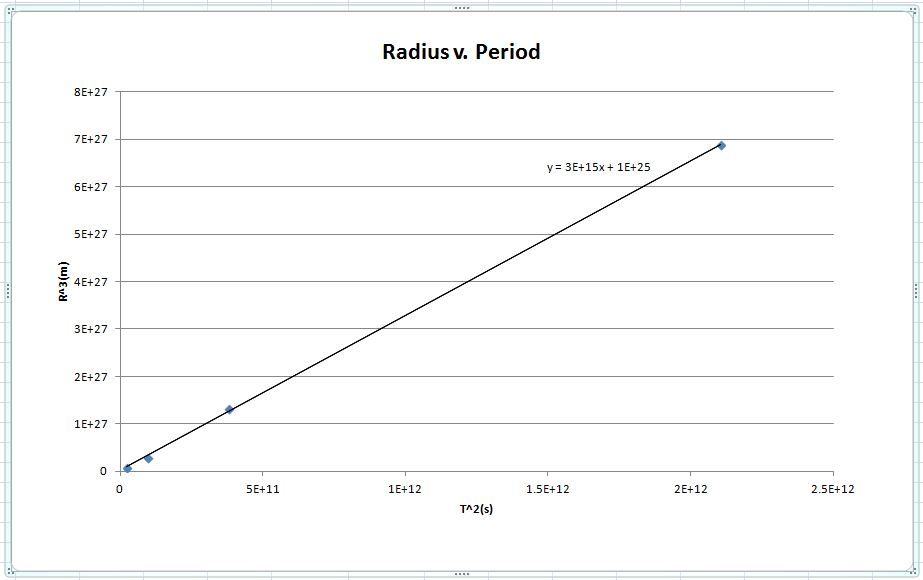 Radius v. Period
8E+27
7E+27
y = 3E+15x + 1E+25
6E+27
5E+27
R^3(m)
4E+27
3E+27
2E+27
1E+27
0
0 5E+11 1E+12 1.5E+12 2E+12 2.5E+12
T^2(s)